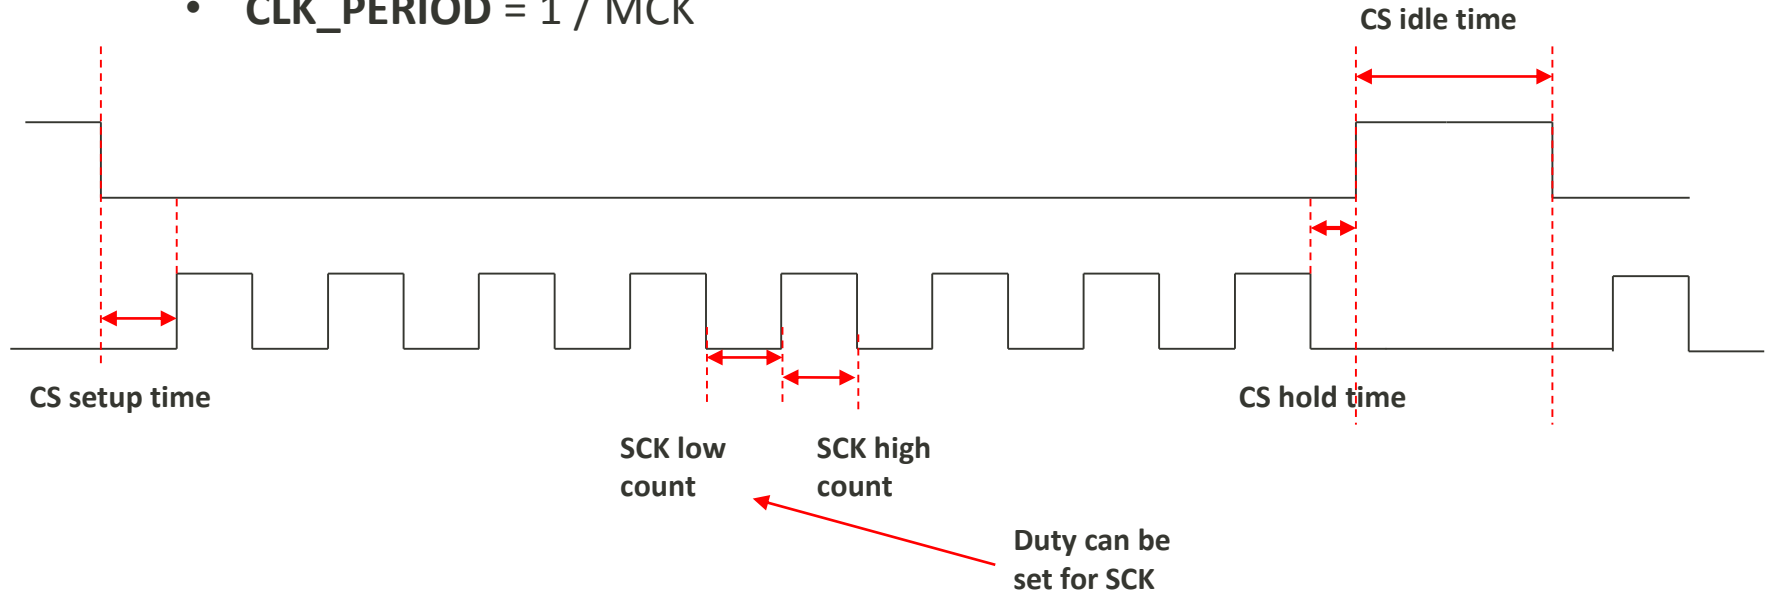 • CLK_PERIOD = 1 / MCK
CS idle time
CS setup time
CS hold time
SCK low
count
SCK high
count
Duty can be
set for SCK